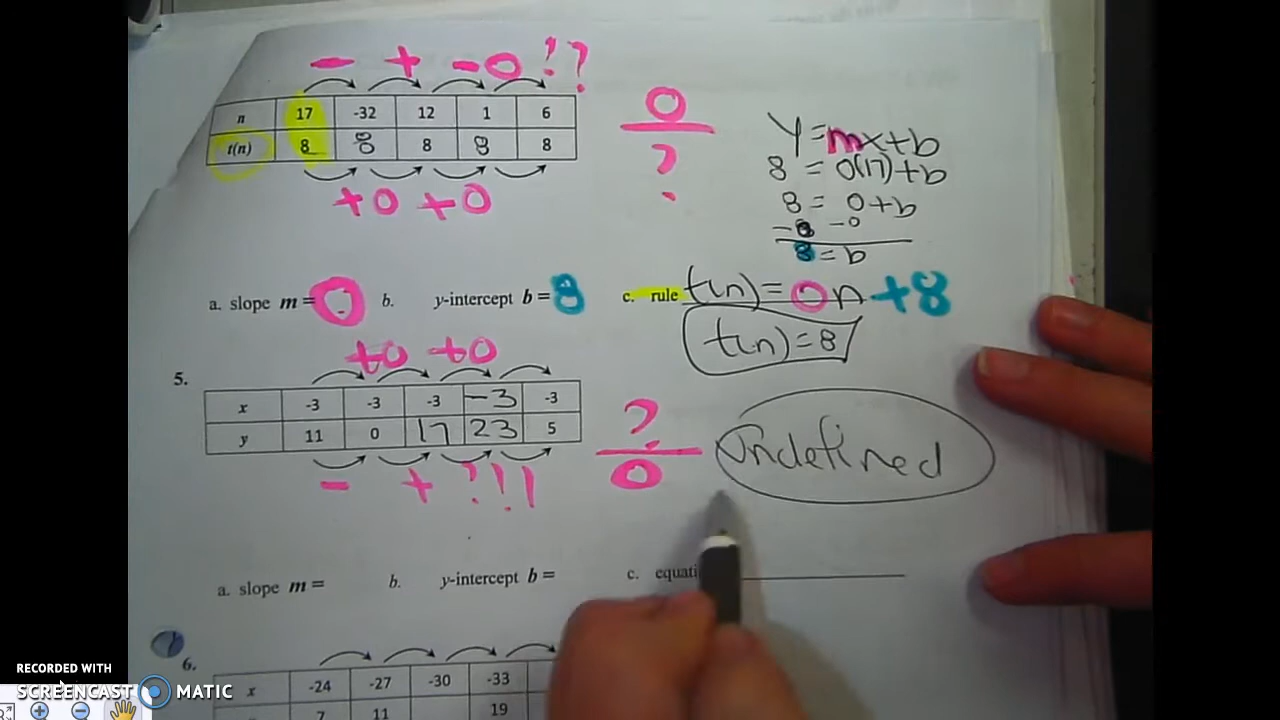 − + −0 !?
n 17 -32 12 1 6
t(n) 8 8 8 8 8
+0 +0
0
?
y=mx+b
8 = 0(17)+b
8 = 0+b
-8 -0
8 = b
a. slope m = 0 b. y-intercept b = 8 c. rule t(n) = 0n +8
t(n) = 8
+0 +0
5.
x -3 -3 -3 -3 -3
y 11 0 17 23 5
− + ?!!
?
0
Undefined
a. slope m = b. y-intercept b = c. equati
6.
x -24 -27 -30 -33
7 11 19
RECORDED WITH
SCREENCAST MATIC